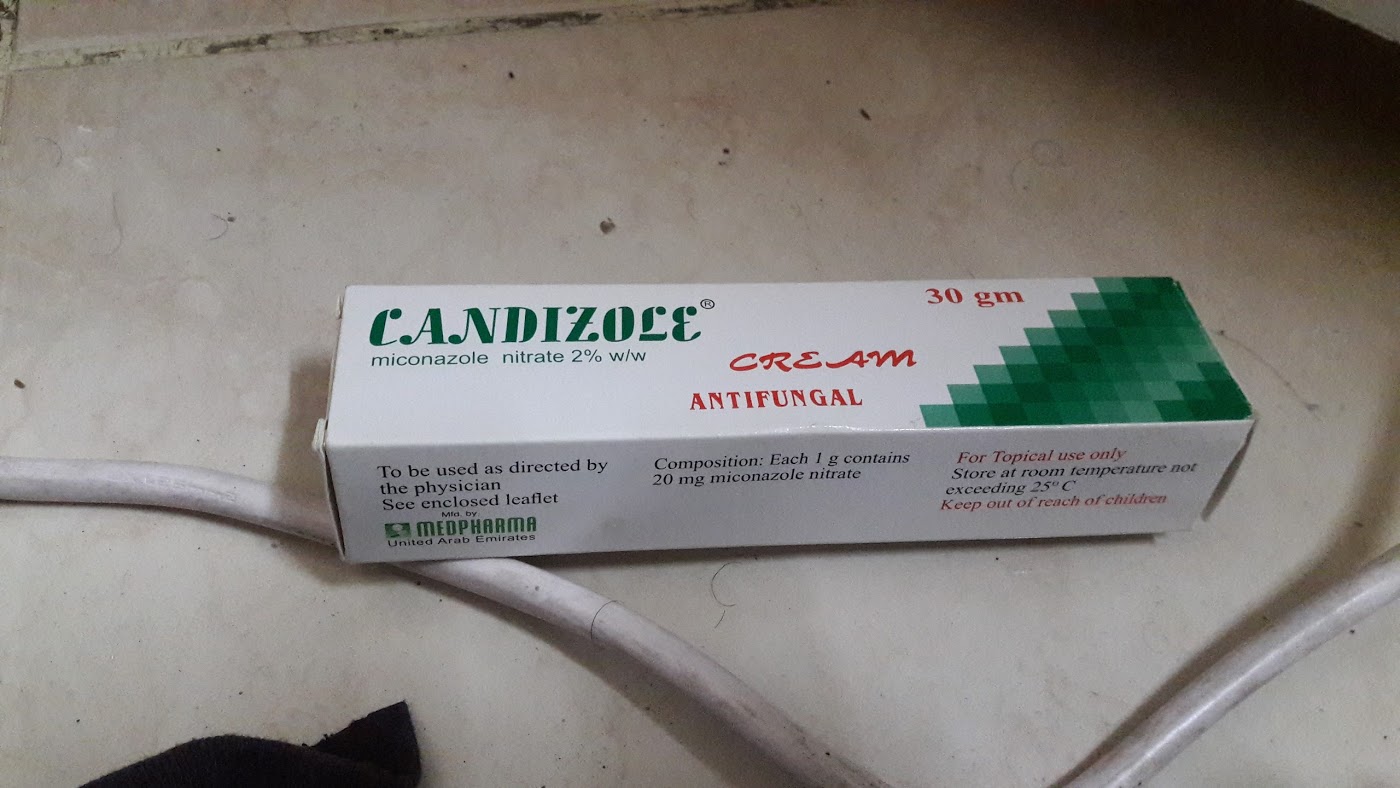 CANDIZOLE®
miconazole nitrate 2% w/w
CREAM
ANTIFUNGAL
30 gm
To be used as directed by
the physician
See enclosed leaflet
Mfd. by
MEDPHARMA
United Arab Emirates
Composition: Each 1 g contains
20 mg miconazole nitrate
For Topical use only
Store at room temperature not
exceeding 25° C
Keep out of reach of children